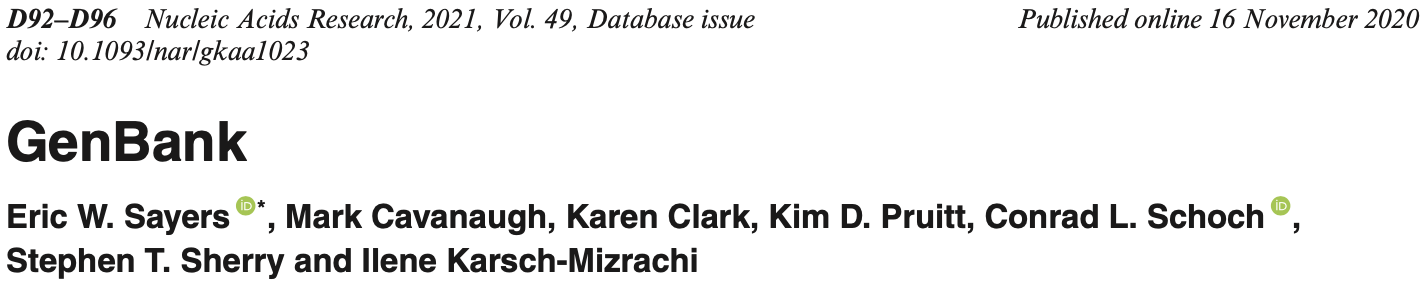 D92–D96 Nucleic Acids Research, 2021, Vol. 49, Database issue Published online 16 November 2020
doi: 10.1093/nar/gkaa1023
GenBank
Eric W. Sayers iD*, Mark Cavanaugh, Karen Clark, Kim D. Pruitt, Conrad L. Schoch iD,
Stephen T. Sherry and Ilene Karsch-Mizrachi